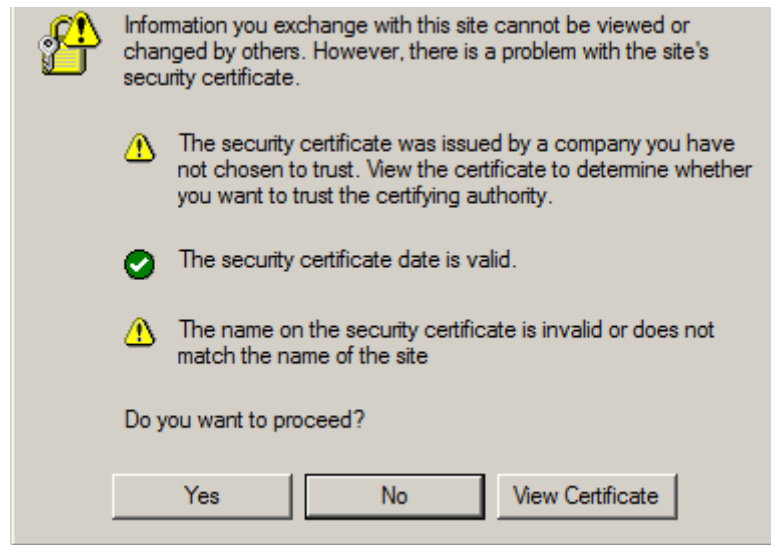 Information you exchange with this site cannot be viewed or
changed by others. However, there is a problem with the site's
security certificate.
The security certificate was issued by a company you have
not chosen to trust. View the certificate to determine whether
you want to trust the certifying authority.
The security certificate date is valid.
The name on the security certificate is invalid or does not
match the name of the site
Do you want to proceed?
Yes
No
View Certificate